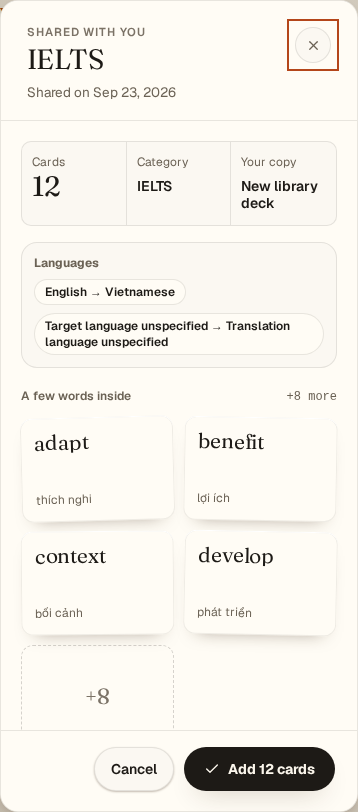 SHARED WITH YOU
IELTS
Shared on Sep 23, 2026
Cards
12
Category
IELTS
Your copy
New library
deck
Languages
English → Vietnamese
Target language unspecified → Translation
language unspecified
A few words inside
+8 more
adapt
thích nghi
benefit
lợi ích
context
bối cảnh
develop
phát triển
+8
Cancel
Add 12 cards